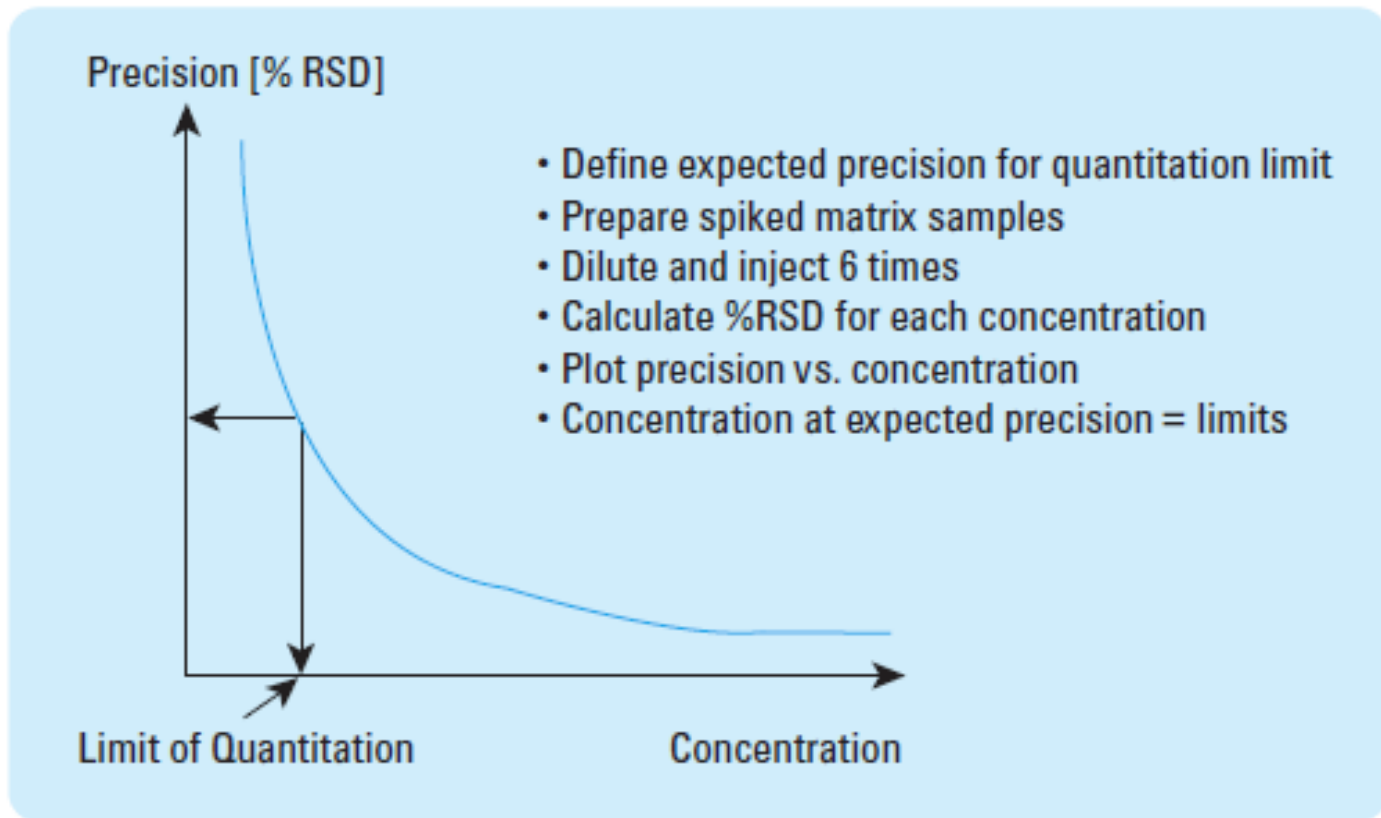 Precision [% RSD]
• Define expected precision for quantitation limit
• Prepare spiked matrix samples
• Dilute and inject 6 times
• Calculate %RSD for each concentration
• Plot precision vs. concentration
• Concentration at expected precision = limits
Limit of Quantitation
Concentration